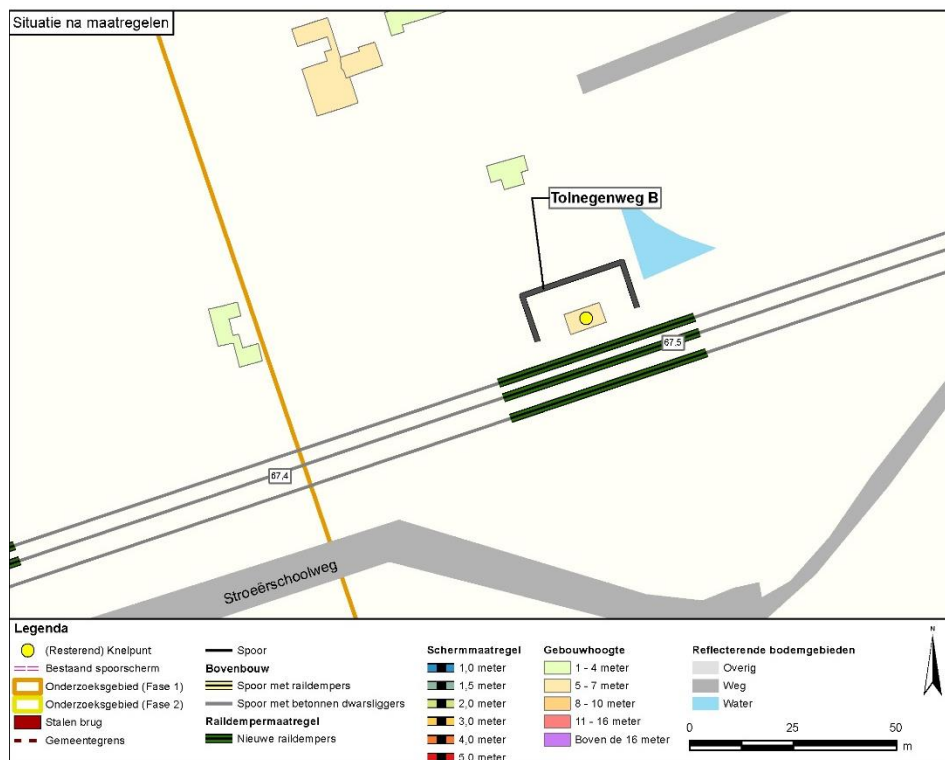 Situatie na maatregelen
Tolnegenweg B
67.5
67.4
Stroeërschoolweg
Legenda
(Resterend) Knelpunt
Bestaand spoorscherm
Onderzoeksgebied (Fase 1)
Onderzoeksgebied (Fase 2)
Stalen brug
Gemeentegrens
Spoor
Bovenbouw
Spoor met raildempers
Spoor met betonnen dwarsliggers
Raildempermaatregel
Nieuwe raildempers
Schermmaatregel
1,0 meter
1,5 meter
2,0 meter
3,0 meter
4,0 meter
5,0 meter
Gebouwhoogte
1 - 4 meter
5 - 7 meter
8 - 10 meter
11 - 16 meter
Boven de 16 meter
Reflecterende bodemgebieden
Overig
Weg
Water
0 25 50
m
N